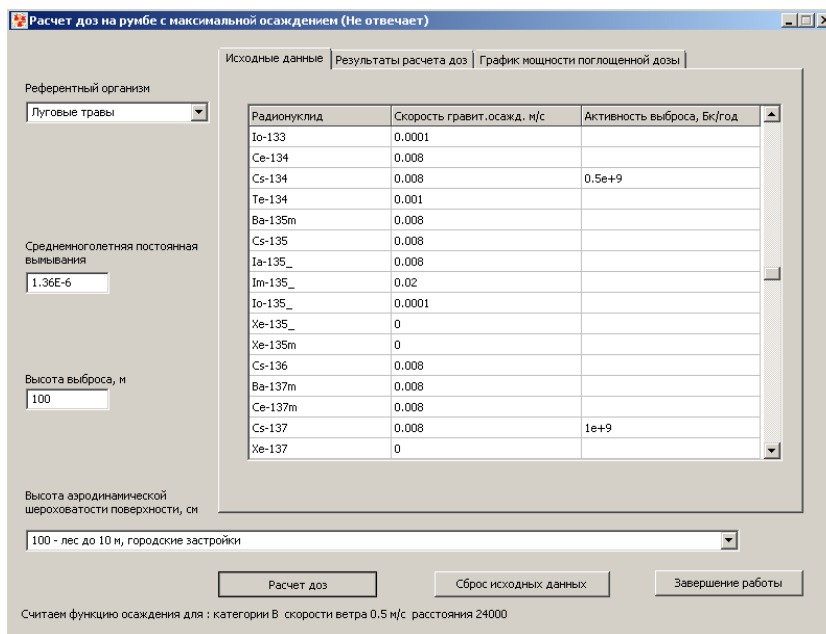 Расчет доз на румбе с максимальной осаждением (Не отвечает)
Исходные данные Результаты расчета доз График мощности поглощенной дозы
Референтный организм
Луговые травы
Радионуклид Скорость гравит.осажд. м/с Активность выброса, Бк/год
Io-133 0.0001
Ce-134 0.008
Cs-134 0.008 0.5e+9
Te-134 0.001
Ba-135m 0.008
Cs-135 0.008
Ia-135_ 0.008
Im-135_ 0.02
Io-135_ 0.0001
Xe-135_ 0
Xe-135m 0
Cs-136 0.008
Ba-137m 0.008
Ce-137m 0.008
Cs-137 0.008 1e+9
Xe-137 0
Среднемноголетняя постоянная
вымывания
1.36E-6
Высота выброса, м
100
Высота аэродинамической
шероховатости поверхности, см
100 - лес до 10 м, городские застройки
Расчет доз Сброс исходных данных Завершение работы
Считаем функцию осаждения для : категории B скорости ветра 0.5 м/с расстояния 24000